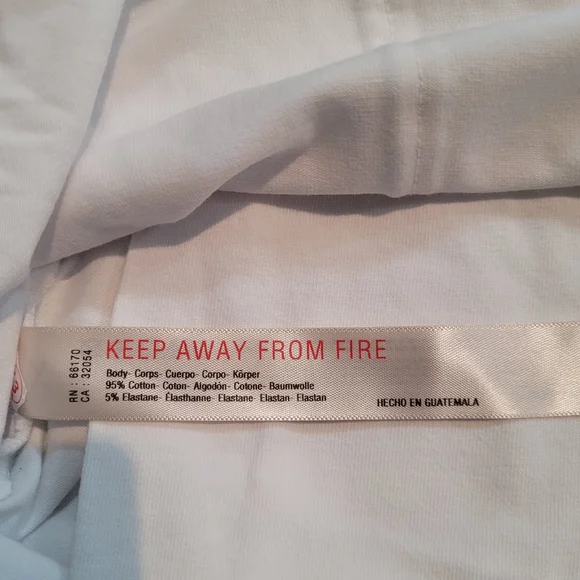 RN : 66170
CA : 32054
KEEP AWAY FROM FIRE
Body- Corps- Cuerpo- Corpo- Körper
95% Cotton- Coton- Algodón- Cotone- Baumwolle
5% Elastane- Élasthanne- Elastane- Elastan- Elastan
HECHO EN GUATEMALA